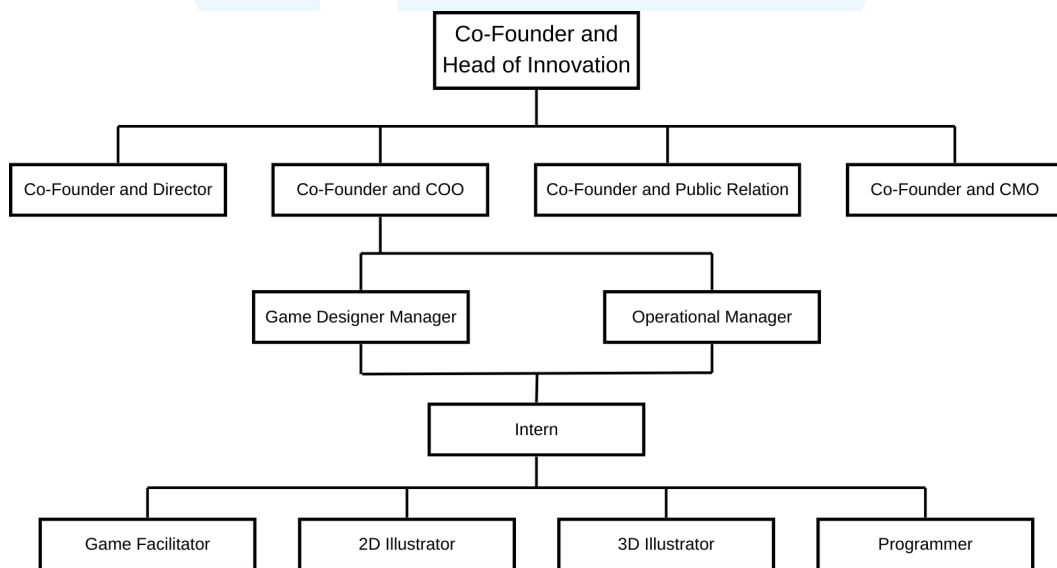 Co-Founder and
Head of Innovation
Co-Founder and Director
Co-Founder and COO
Co-Founder and Public Relation
Co-Founder and CMO
Game Designer Manager
Operational Manager
Intern
Game Facilitator
2D Illustrator
3D Illustrator
Programmer